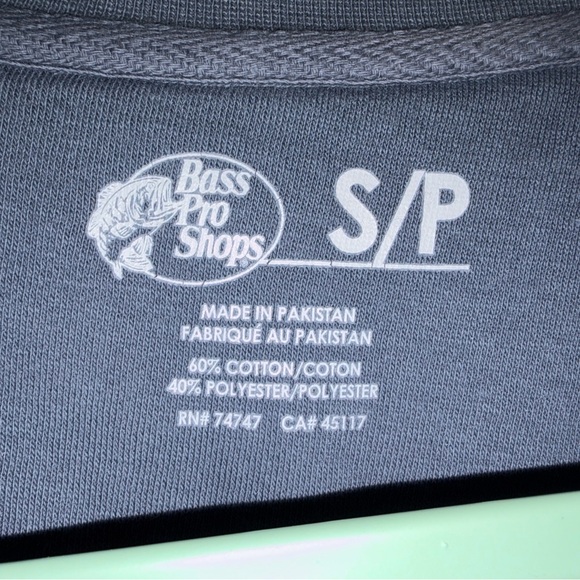 Bass
Pro
Shops
S/P
MADE IN PAKISTAN
FABRIQUÉ AU PAKISTAN
60% COTTON/COTON
40% POLYESTER/POLYESTER
RN# 74747 CA# 45117